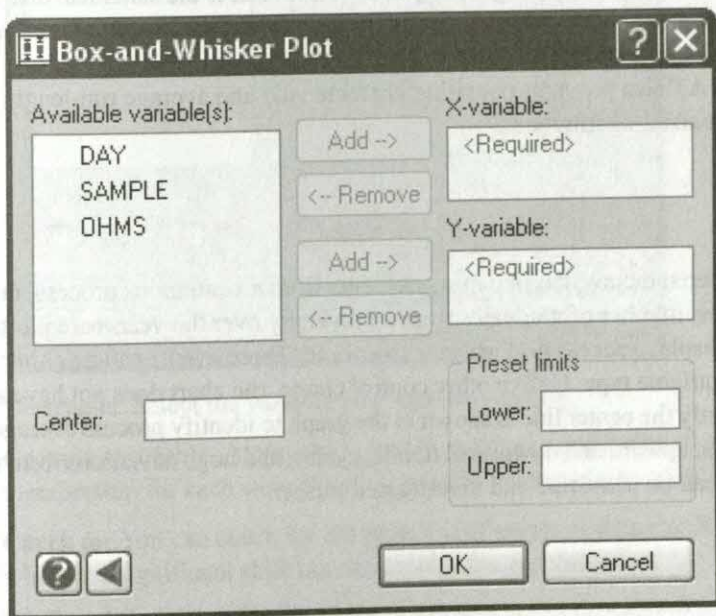 Box-and-Whisker Plot
?
Available variable(s):
DAY
SAMPLE
OHMS
Add -->
<-- Remove
Add -->
<-- Remove
X-variable:
<Required>
Y-variable:
<Required>
Center:
Preset limits
Lower:
Upper:
?
OK
Cancel